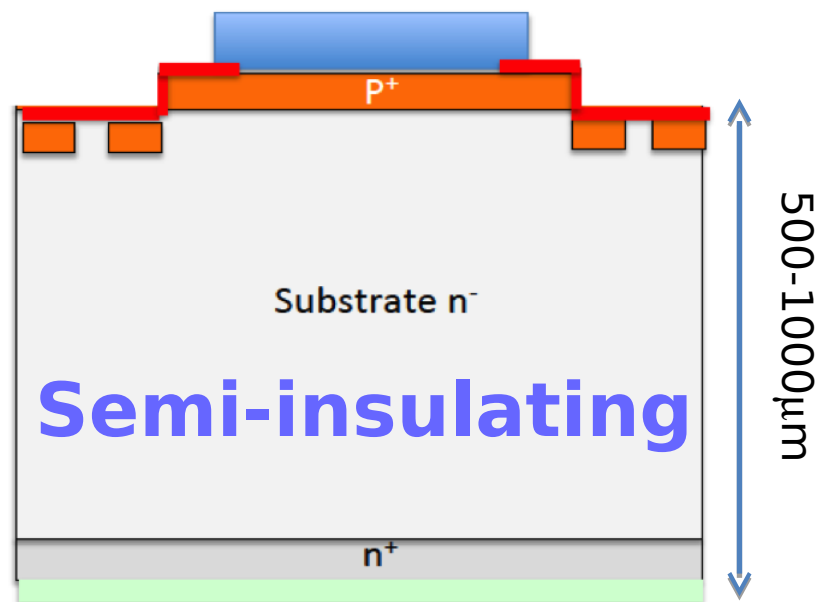 P⁺
Substrate n⁻
Semi-insulating
n⁺
500-1000μm